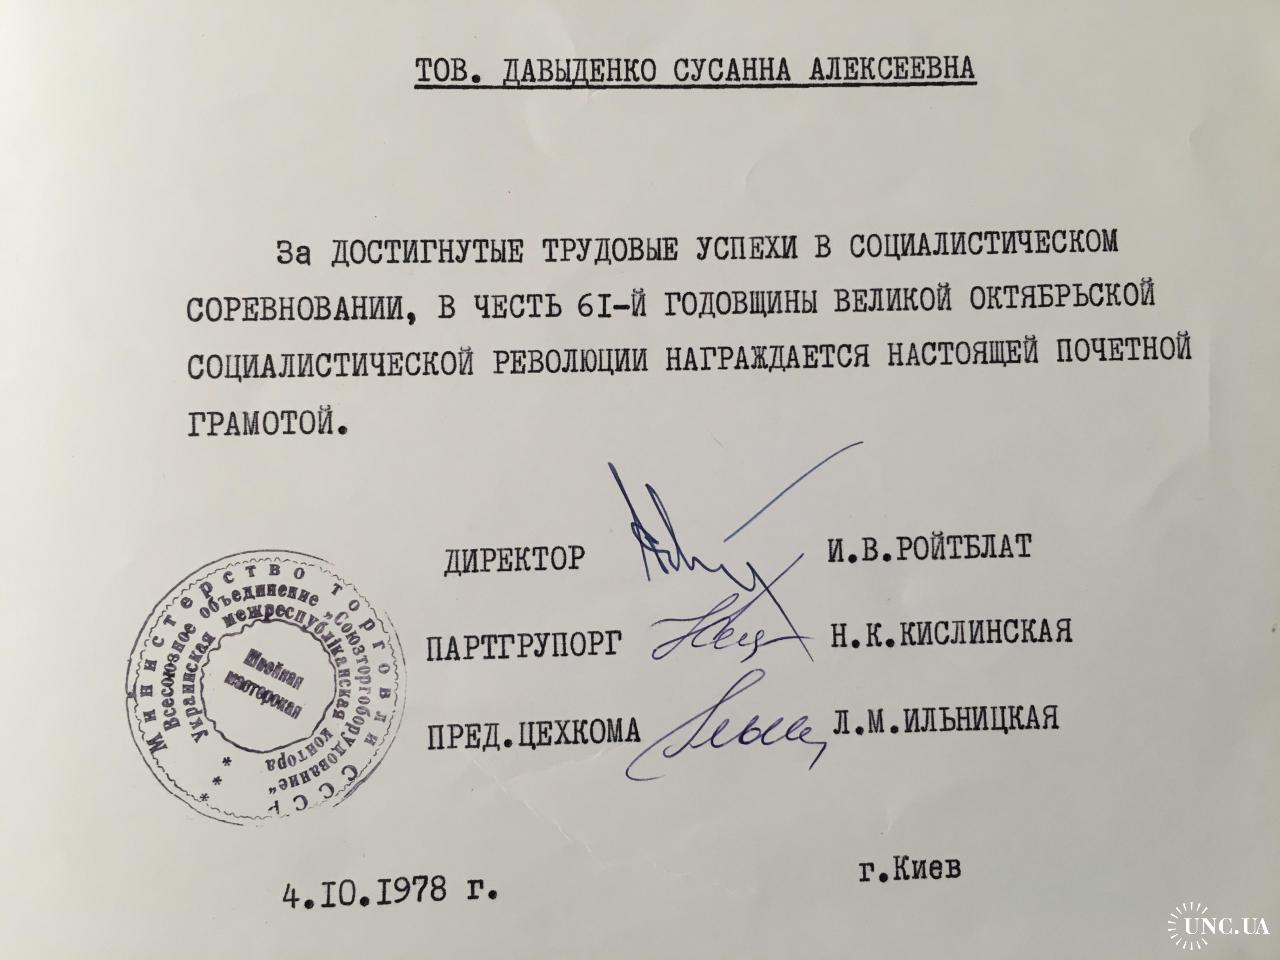 ТОВ. ДАВЫДЕНКО СУСАННА АЛЕКСЕЕВНА
За ДОСТИГНУТЫЕ ТРУДОВЫЕ УСПЕХИ В СОЦИАЛИСТИЧЕСКОМ
СОРЕВНОВАНИИ, В ЧЕСТЬ 61-Й ГОДОВЩИНЫ ВЕЛИКОЙ ОКТЯБРЬСКОЙ
СОЦИАЛИСТИЧЕСКОЙ РЕВОЛЮЦИИ НАГРАЖДАЕТСЯ НАСТОЯЩЕЙ ПОЧЕТНОЙ
ГРАМОТОЙ.
ДИРЕКТОР И.В.РОЙТБЛАТ
ПАРТГРУПОРГ Н.К.КИСЛИНСКАЯ
ПРЕД.ЦЕХКОМА Л.М.ИЛЬНИЦКАЯ
Министерство торговли СССР
Всесоюзное объединение „Союзторгоборудование"
Украинская межреспубліканская контора
Швейная
мастерская
* * *
4.10.1978 г.
г.Киев
UNC.UA